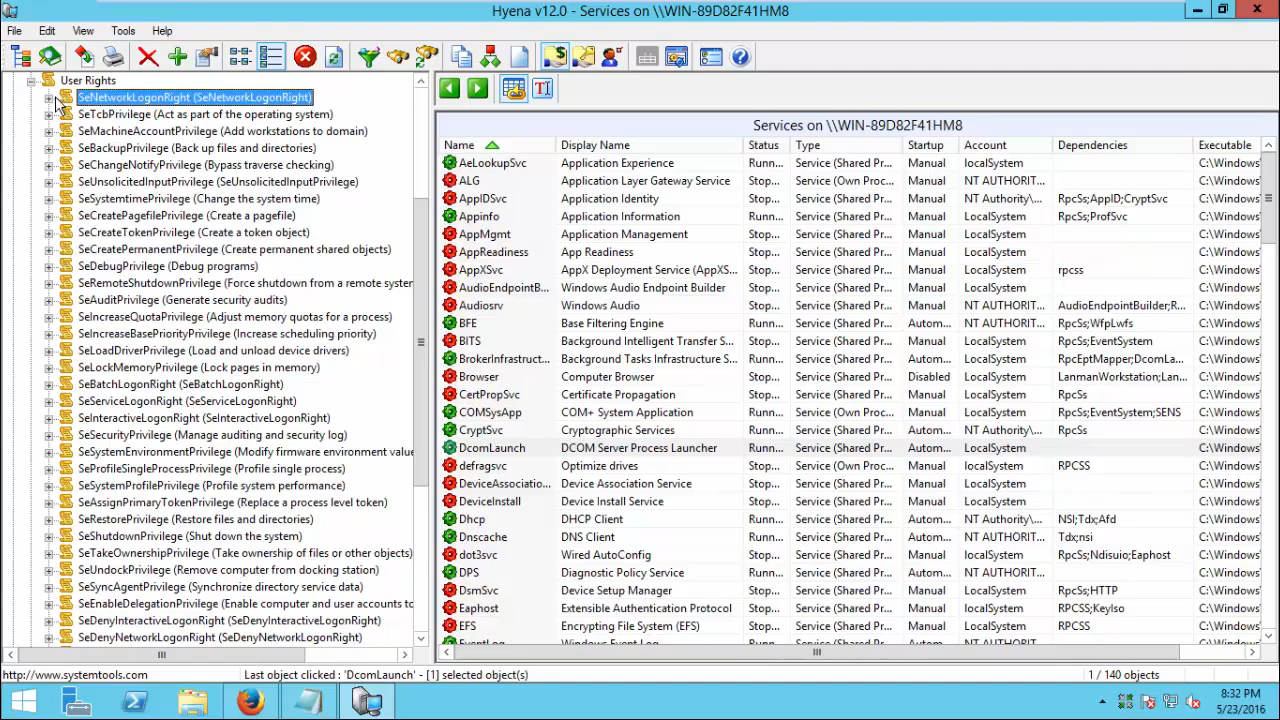 Hyena v12.0 - Services on \\WIN-89D82F41HM8
File Edit View Tools Help
User Rights
SeNetworkLogonRight (SeNetworkLogonRight)
SeTcbPrivilege (Act as part of the operating system)
SeMachineAccountPrivilege (Add workstations to domain)
SeBackupPrivilege (Back up files and directories)
SeChangeNotifyPrivilege (Bypass traverse checking)
SeUnsolicitedInputPrivilege (SeUnsolicitedInputPrivilege)
SeSystemtimePrivilege (Change the system time)
SeCreatePagefilePrivilege (Create a pagefile)
SeCreateTokenPrivilege (Create a token object)
SeCreatePermanentPrivilege (Create permanent shared objects)
SeDebugPrivilege (Debug programs)
SeRemoteShutdownPrivilege (Force shutdown from a remote system
SeAuditPrivilege (Generate security audits)
SeIncreaseQuotaPrivilege (Adjust memory quotas for a process)
SeIncreaseBasePriorityPrivilege (Increase scheduling priority)
SeLoadDriverPrivilege (Load and unload device drivers)
SeLockMemoryPrivilege (Lock pages in memory)
SeBatchLogonRight (SeBatchLogonRight)
SeServiceLogonRight (SeServiceLogonRight)
SeInteractiveLogonRight (SeInteractiveLogonRight)
SeSecurityPrivilege (Manage auditing and security log)
SeSystemEnvironmentPrivilege (Modify firmware environment value
SeProfileSingleProcessPrivilege (Profile single process)
SeSystemProfilePrivilege (Profile system performance)
SeAssignPrimaryTokenPrivilege (Replace a process level token)
SeRestorePrivilege (Restore files and directories)
SeShutdownPrivilege (Shut down the system)
SeTakeOwnershipPrivilege (Take ownership of files or other objects)
SeUndockPrivilege (Remove computer from docking station)
SeSyncAgentPrivilege (Synchronize directory service data)
SeEnableDelegationPrivilege (Enable computer and user accounts to
SeDenyInteractiveLogonRight (SeDenyInteractiveLogonRight)
SeDenyNetworkLogonRight (SeDenyNetworkLogonRight)
Services on \\WIN-89D82F41HM8
Name Display Name Status Type Startup Account Dependencies Executable
AeLookupSvc Application Experience Runn... Service (Shared Pr... Manual localSystem C:\Windows
ALG Application Layer Gateway Service Stop... Service (Own Proc... Manual NT AUTHORIT... C:\Windows
AppIDSvc Application Identity Stop... Service (Shared Pr... Manual NT Authority\... RpcSs;AppID;CryptSvc C:\Windows
Appinfo Application Information Runn... Service (Shared Pr... Manual LocalSystem RpcSs;ProfSvc C:\Windows
AppMgmt Application Management Stop... Service (Shared Pr... Manual LocalSystem C:\Windows
AppReadiness App Readiness Stop... Service (Shared Pr... Manual LocalSystem C:\Windows
AppXSvc AppX Deployment Service (AppXS... Stop... Service (Shared Pr... Manual LocalSystem rpcss C:\Windows
AudioEndpointB... Windows Audio Endpoint Builder Stop... Service (Shared Pr... Manual LocalSystem C:\Windows
Audiosrv Windows Audio Stop... Service (Shared Pr... Manual NT AUTHORIT... AudioEndpointBuilder;R... C:\Windows
BFE Base Filtering Engine Runn... Service (Shared Pr... Autom... NT AUTHORIT... RpcSs;WfpLwfs C:\Windows
BITS Background Intelligent Transfer S... Stop... Service (Shared Pr... Manual LocalSystem RpcSs;EventSystem C:\Windows
BrokerInfrastruct... Background Tasks Infrastructure S... Runn... Service (Shared Pr... Autom... LocalSystem RpcEptMapper;DcomLa... C:\Windows
Browser Computer Browser Stop... Service (Shared Pr... Disabled LocalSystem LanmanWorkstation;Lan... C:\Windows
CertPropSvc Certificate Propagation Runn... Service (Shared Pr... Manual LocalSystem RpcSs C:\Windows
COMSysApp COM+ System Application Runn... Service (Own Proc... Manual LocalSystem RpcSs;EventSystem;SENS C:\Windows
CryptSvc Cryptographic Services Runn... Service (Shared Pr... Autom... NT Authority\... RpcSs C:\Windows
DcomLaunch DCOM Server Process Launcher Runn... Service (Shared Pr... Autom... LocalSystem C:\Windows
defragsvc Optimize drives Stop... Service (Own Proc... Manual localSystem RPCSS C:\Windows
DeviceAssociatio... Device Association Service Stop... Service (Shared Pr... Manual LocalSystem C:\Windows
DeviceInstall Device Install Service Stop... Service (Shared Pr... Manual LocalSystem C:\Windows
Dhcp DHCP Client Runn... Service (Shared Pr... Autom... NT Authority\... NSI;Tdx;Afd C:\Windows
Dnscache DNS Client Runn... Service (Shared Pr... Autom... NT AUTHORIT... Tdx;nsi C:\Windows
dot3svc Wired AutoConfig Stop... Service (Shared Pr... Manual localSystem RpcSs;Ndisuio;Eaphost C:\Windows
DPS Diagnostic Policy Service Runn... Service (Shared Pr... Autom... NT AUTHORIT... C:\Windows
DsmSvc Device Setup Manager Stop... Service (Shared Pr... Manual LocalSystem RpcSs;HTTP C:\Windows
Eaphost Extensible Authentication Protocol Stop... Service (Shared Pr... Manual localSystem RPCSS;KeyIso C:\Windows
EFS Encrypting File System (EFS) Stop... Service (Shared Pr... Manual LocalSystem RPCSS C:\Windows
EventLog Windows Event Log Runn... Service (Shared Pr... Autom... NT AUTHORIT... C:\Windows
http://www.systemtools.com Last object clicked : 'DcomLaunch' - [1] selected object(s) 1 / 140 objects
8:32 PM
5/23/2016